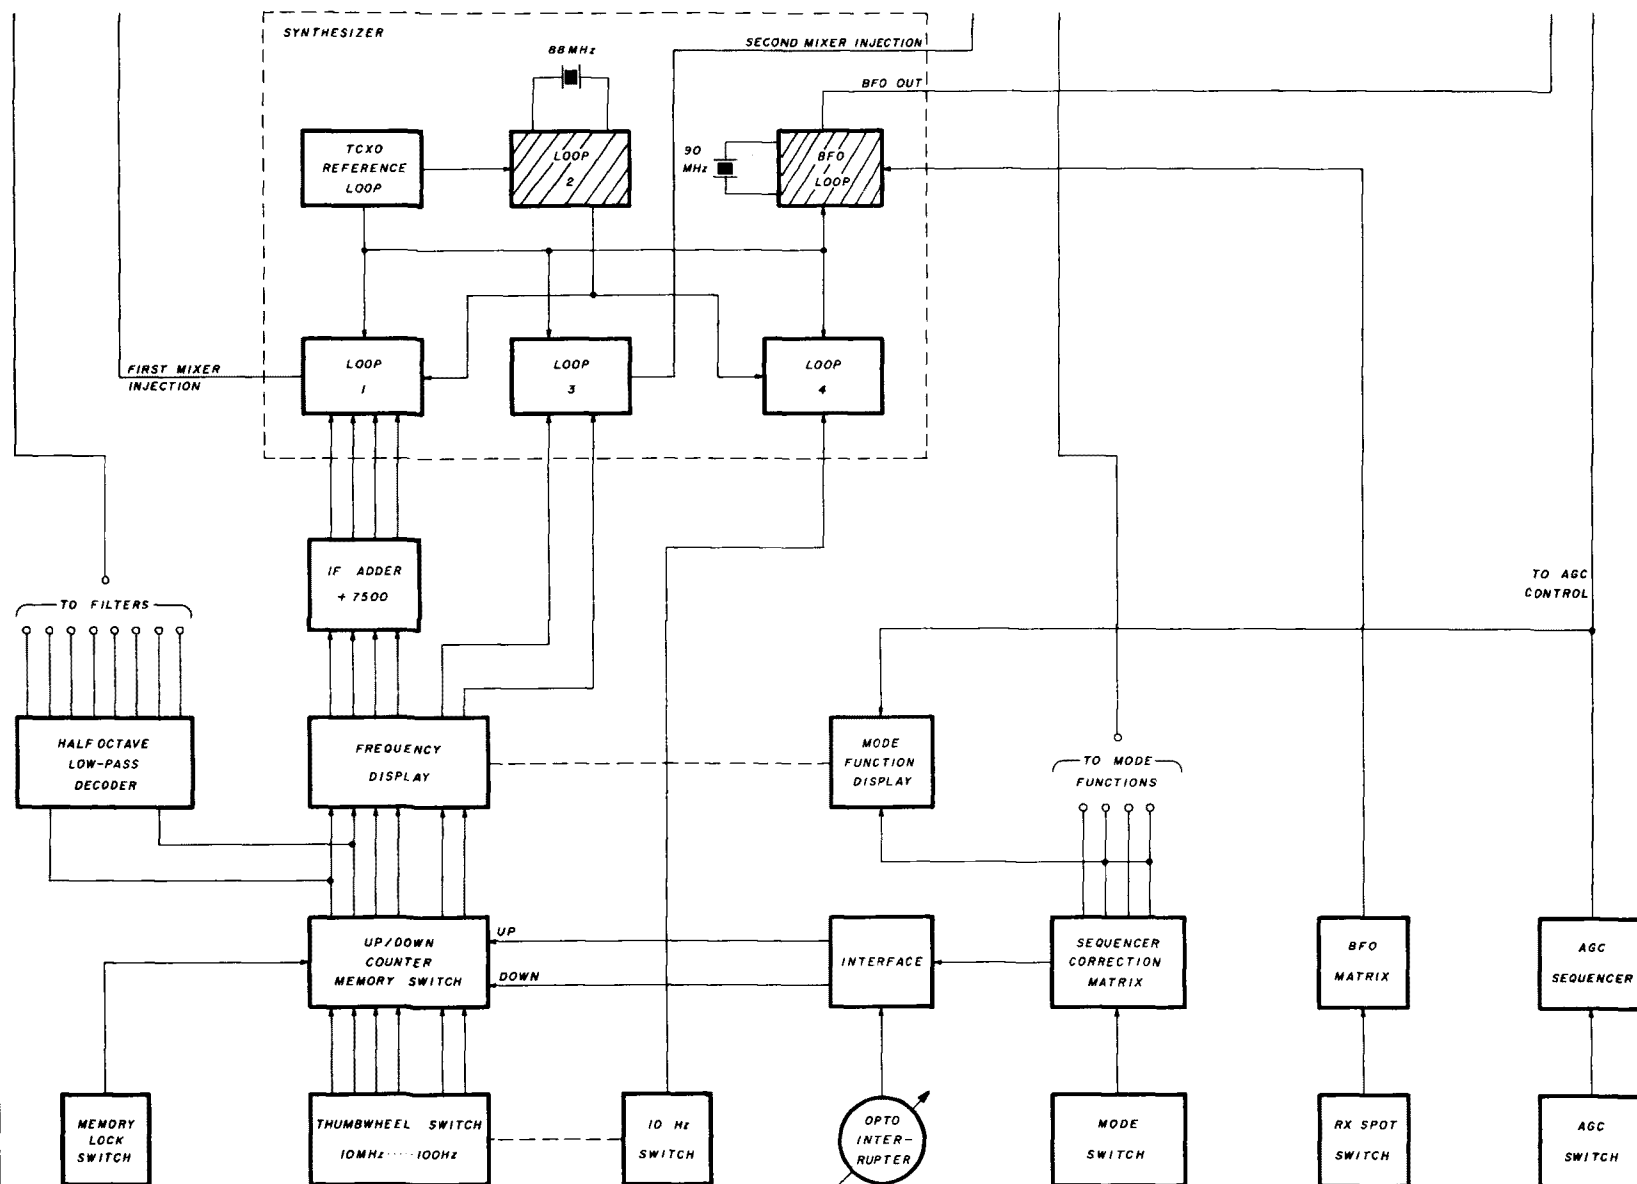 SYNTHESIZER
88 MHz
SECOND MIXER INJECTION
BFO OUT
TCXO
REFERENCE
LOOP
LOOP
2
90
MHz
BFO
LOOP
FIRST MIXER
INJECTION
LOOP
1
LOOP
3
LOOP
4
IF ADDER
+ 7500
TO FILTERS
TO AGC
CONTROL
HALF OCTAVE
LOW-PASS
DECODER
FREQUENCY
DISPLAY
MODE
FUNCTION
DISPLAY
TO MODE
FUNCTIONS
UP/DOWN
COUNTER
MEMORY SWITCH
UP
DOWN
INTERFACE
SEQUENCER
CORRECTION
MATRIX
BFO
MATRIX
AGC
SEQUENCER
MEMORY
LOCK
SWITCH
THUMBWHEEL SWITCH
10MHz ····· 100Hz
10 Hz
SWITCH
OPTO
INTER-
RUPTER
MODE
SWITCH
RX SPOT
SWITCH
AGC
SWITCH